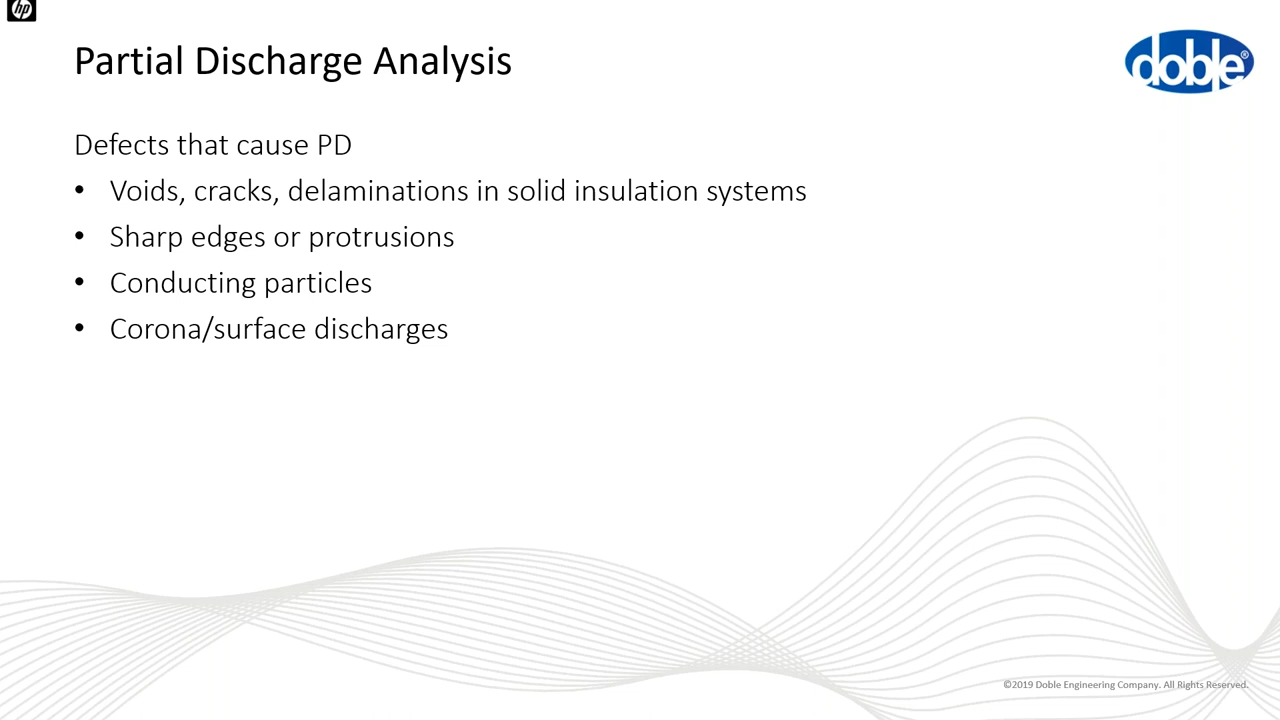 hp
Partial Discharge Analysis
doble®
Defects that cause PD
• Voids, cracks, delaminations in solid insulation systems
• Sharp edges or protrusions
• Conducting particles
• Corona/surface discharges
©2019 Doble Engineering Company. All Rights Reserved.